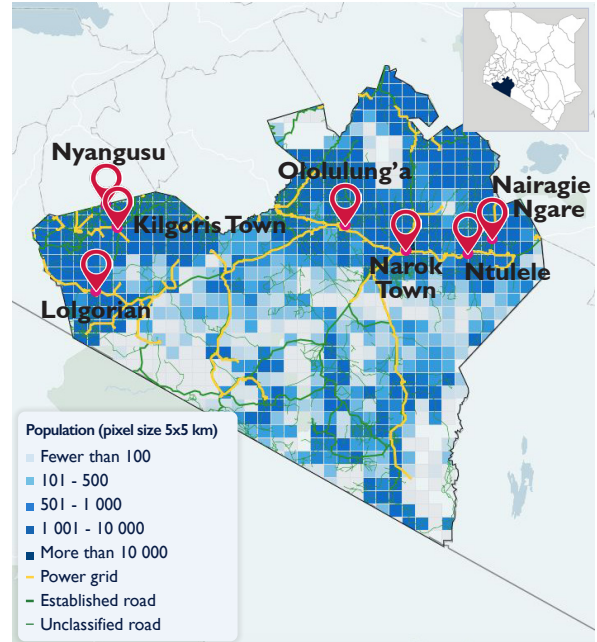 Nyangusu
Ololulung'a
Nairagie
Ngare
Kilgoris Town
Narok
Town
Ntulele
Lolgorian
Population (pixel size 5x5 km)
Fewer than 100
101 - 500
501 - 1 000
1 001 - 10 000
More than 10 000
Power grid
Established road
Unclassified road